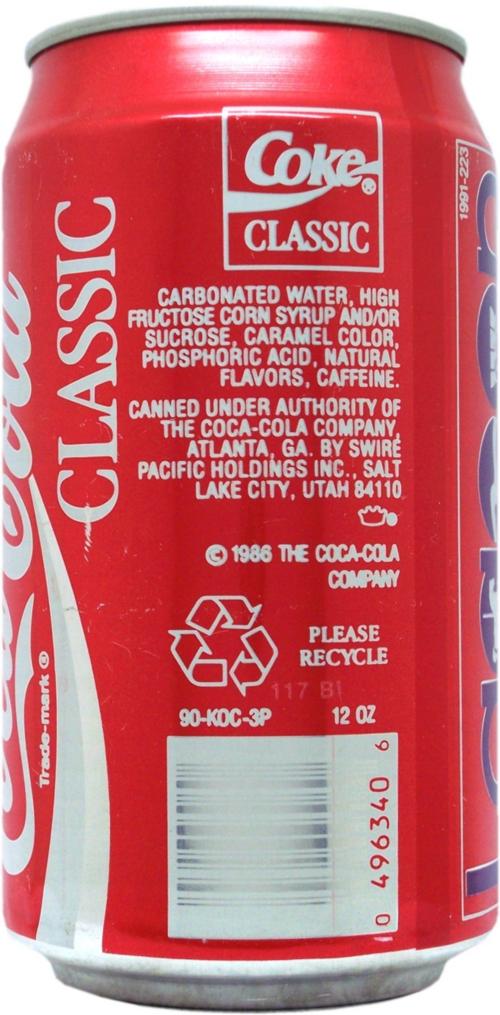 Coke
CLASSIC
CLASSIC
CARBONATED WATER, HIGH
FRUCTOSE CORN SYRUP AND/OR
SUCROSE, CARAMEL COLOR,
PHOSPHORIC ACID, NATURAL
FLAVORS, CAFFEINE.
CANNED UNDER AUTHORITY OF
THE COCA-COLA COMPANY,
ATLANTA, GA. BY SWIRE
PACIFIC HOLDINGS INC., SALT
LAKE CITY, UTAH 84110
© 1986 THE COCA-COLA
COMPANY
PLEASE
RECYCLE
117 BI
90-KOC-3P 12 OZ
0 496340 6
Trade-mark ®
1991-223